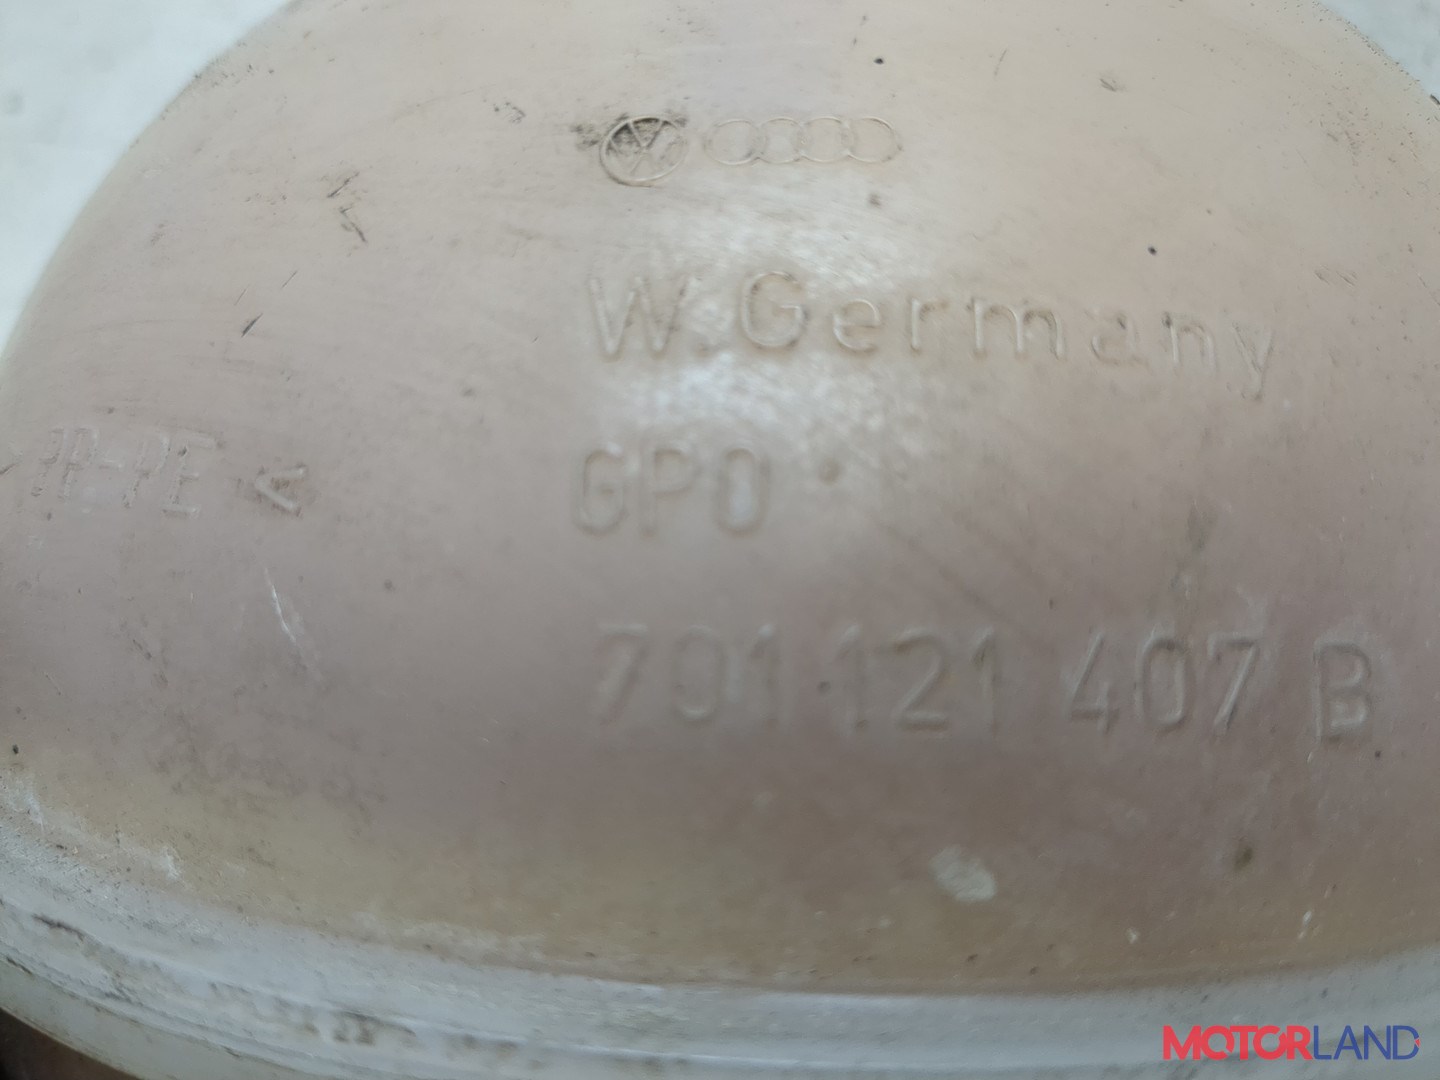 W.Germany
PP-PE <
GPO
701 121 407 B
MOTORLAND